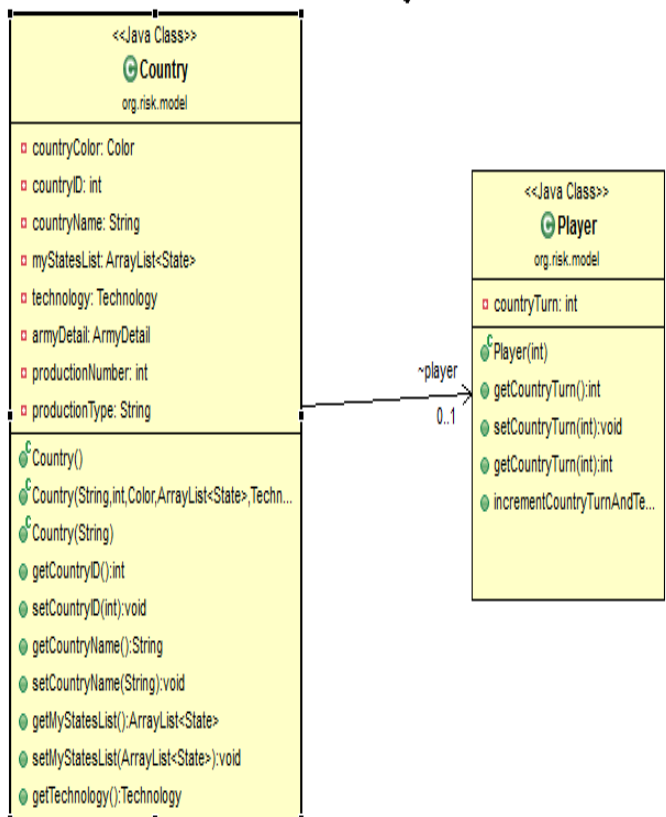 <<Java Class>>
Country
org.risk.model
countryColor: Color
countryID: int
countryName: String
myStatesList: ArrayList<State>
technology: Technology
armyDetail: ArmyDetail
productionNumber: int
productionType: String
Country()
Country(String,int,Color,ArrayList<State>,Techn...
Country(String)
getCountryID():int
setCountryID(int):void
getCountryName():String
setCountryName(String):void
getMyStatesList():ArrayList<State>
setMyStatesList(ArrayList<State>):void
getTechnology():Technology
~player
0..1
<<Java Class>>
Player
org.risk.model
countryTurn: int
Player(int)
getCountryTurn():int
setCountryTurn(int):void
getCountryTurn(int):int
incrementCountryTurnAndTe...